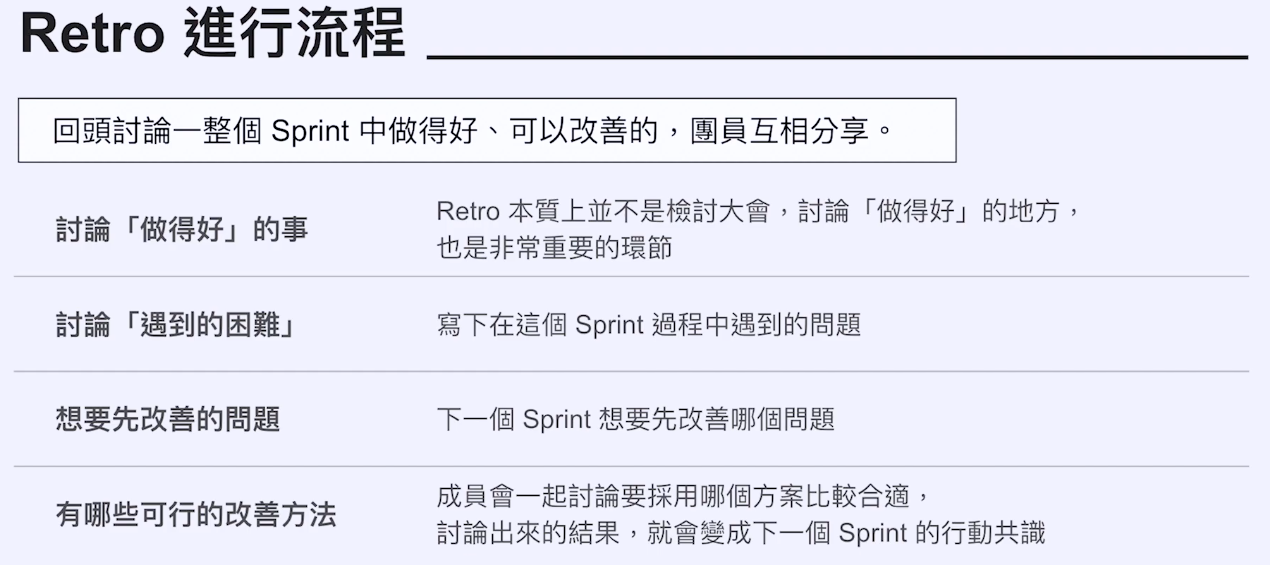 Retro 進行流程
回頭討論一整個 Sprint 中做得好、可以改善的，團員互相分享。
討論「做得好」的事
Retro 本質上並不是檢討大會，討論「做得好」的地方，
也是非常重要的環節
討論「遇到的困難」
寫下在這個 Sprint 過程中遇到的問題
想要先改善的問題
下一個 Sprint 想要先改善哪個問題
有哪些可行的改善方法
成員會一起討論要採用哪個方案比較合適，
討論出來的結果，就會變成下一個 Sprint 的行動共識